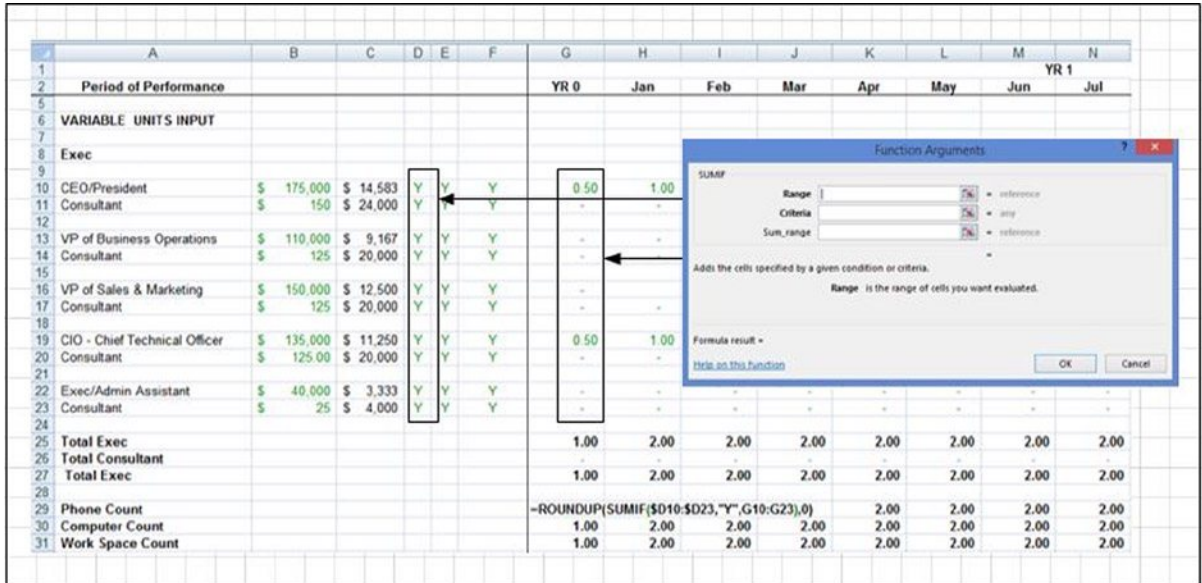 A B C D E F G H I J K L M N
1 YR 1
2 Period of Performance YR 0 Jan Feb Mar Apr May Jun Jul
5
6 VARIABLE UNITS INPUT
7
8 Exec
9
10 CEO/President $ 175,000 $ 14,583 Y Y Y 0.50 1.00
11 Consultant $ 150 $ 24,000 Y Y Y - -
12
13 VP of Business Operations $ 110,000 $ 9,167 Y Y Y - -
14 Consultant $ 125 $ 20,000 Y Y Y - -
15
16 VP of Sales & Marketing $ 150,000 $ 12,500 Y Y Y -
17 Consultant $ 125 $ 20,000 Y Y Y - -
18
19 CIO - Chief Technical Officer $ 135,000 $ 11,250 Y Y Y 0.50 1.00
20 Consultant $ 125.00 $ 20,000 Y Y Y - -
21
22 Exec/Admin Assistant $ 40,000 $ 3,333 Y Y Y - - - - - - - -
23 Consultant $ 25 $ 4,000 Y Y Y - - - - - - - -
24
25 Total Exec 1.00 2.00 2.00 2.00 2.00 2.00 2.00 2.00
26 Total Consultant - - - - - - - -
27 Total Exec 1.00 2.00 2.00 2.00 2.00 2.00 2.00 2.00
28
29 Phone Count =ROUNDUP(SUMIF($D10:$D23,"Y",G10:G23),0) 2.00 2.00 2.00 2.00
30 Computer Count 1.00 2.00 2.00 2.00 2.00 2.00 2.00 2.00
31 Work Space Count 1.00 2.00 2.00 2.00 2.00 2.00 2.00 2.00
Function Arguments ? ×
SUMIF
Range = reference
Criteria = any
Sum_range = reference
=
Adds the cells specified by a given condition or criteria.
Range is the range of cells you want evaluated.
Formula result =
Help on this function OK Cancel